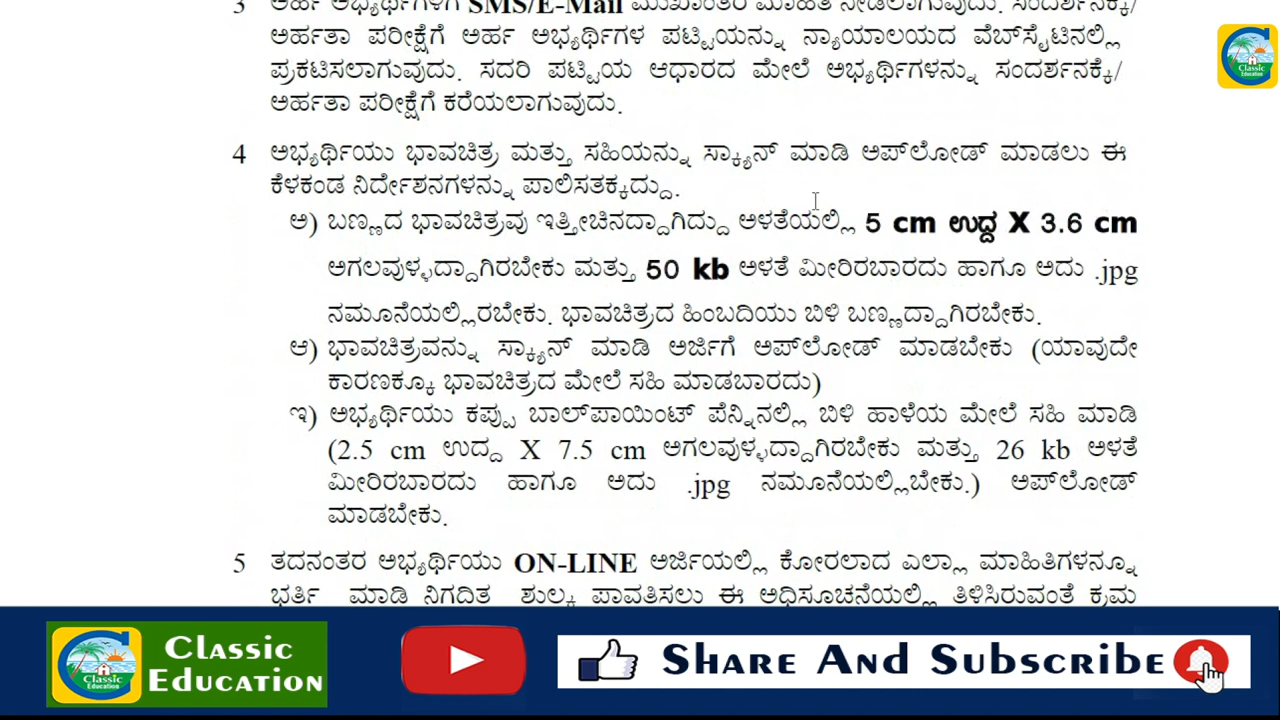 3 ಅರ್ಹ ಅಭ್ಯರ್ಥಿಗಳಿಗೆ SMS/E-Mail ಮುಖಾಂತರ ಮಾಹಿತಿ ನೀಡಲಾಗುವುದು. ಸಂದರ್ಶನಕ್ಕೆ/
ಅರ್ಹತಾ ಪರೀಕ್ಷೆಗೆ ಅರ್ಹ ಅಭ್ಯರ್ಥಿಗಳ ಪಟ್ಟಿಯನ್ನು ನ್ಯಾಯಾಲಯದ ವೆಬ್‌ಸೈಟಿನಲ್ಲಿ
ಪ್ರಕಟಿಸಲಾಗುವುದು. ಸದರಿ ಪಟ್ಟಿಯ ಆಧಾರದ ಮೇಲೆ ಅಭ್ಯರ್ಥಿಗಳನ್ನು ಸಂದರ್ಶನಕ್ಕೆ/
ಅರ್ಹತಾ ಪರೀಕ್ಷೆಗೆ ಕರೆಯಲಾಗುವುದು.
4 ಅಭ್ಯರ್ಥಿಯು ಭಾವಚಿತ್ರ ಮತ್ತು ಸಹಿಯನ್ನು ಸ್ಕ್ಯಾನ್ ಮಾಡಿ ಅಪ್‌ಲೋಡ್ ಮಾಡಲು ಈ
ಕೆಳಕಂಡ ನಿರ್ದೇಶನಗಳನ್ನು ಪಾಲಿಸತಕ್ಕದ್ದು.
ಅ) ಬಣ್ಣದ ಭಾವಚಿತ್ರವು ಇತ್ತೀಚಿನದ್ದಾಗಿದ್ದು ಅಳತೆಯಲ್ಲಿ 5 cm ಉದ್ದ X 3.6 cm
ಅಗಲವುಳ್ಳದ್ದಾಗಿರಬೇಕು ಮತ್ತು 50 kb ಅಳತೆ ಮೀರಿರಬಾರದು ಹಾಗೂ ಅದು .jpg
ನಮೂನೆಯಲ್ಲಿರಬೇಕು. ಭಾವಚಿತ್ರದ ಹಿಂಬದಿಯು ಬಿಳಿ ಬಣ್ಣದ್ದಾಗಿರಬೇಕು.
ಆ) ಭಾವಚಿತ್ರವನ್ನು ಸ್ಕ್ಯಾನ್ ಮಾಡಿ ಅರ್ಜಿಗೆ ಅಪ್‌ಲೋಡ್ ಮಾಡಬೇಕು (ಯಾವುದೇ
ಕಾರಣಕ್ಕೂ ಭಾವಚಿತ್ರದ ಮೇಲೆ ಸಹಿ ಮಾಡಬಾರದು)
ಇ) ಅಭ್ಯರ್ಥಿಯು ಕಪ್ಪು ಬಾಲ್‌ಪಾಯಿಂಟ್ ಪೆನ್ನಿನಲ್ಲಿ ಬಿಳಿ ಹಾಳೆಯ ಮೇಲೆ ಸಹಿ ಮಾಡಿ
(2.5 cm ಉದ್ದ X 7.5 cm ಅಗಲವುಳ್ಳದ್ದಾಗಿರಬೇಕು ಮತ್ತು 26 kb ಅಳತೆ
ಮೀರಿರಬಾರದು ಹಾಗೂ ಅದು .jpg ನಮೂನೆಯಲ್ಲಿಬೇಕು.) ಅಪ್‌ಲೋಡ್
ಮಾಡಬೇಕು.
5 ತದನಂತರ ಅಭ್ಯರ್ಥಿಯು ON-LINE ಅರ್ಜಿಯಲ್ಲಿ ಕೋರಲಾದ ಎಲ್ಲಾ ಮಾಹಿತಿಗಳನ್ನೂ
ಭರ್ತಿ ಮಾಡಿ ನಿಗದಿತ ಶುಲ್ಕ ಪಾವತಿಸಲು ಈ ಅಧಿಸೂಚನೆಯಲ್ಲಿ ತಿಳಿಸಿರುವಂತೆ ಕ್ರಮ
Classic
Education
Classic
Education
Classic
Education
Share And Subscribe